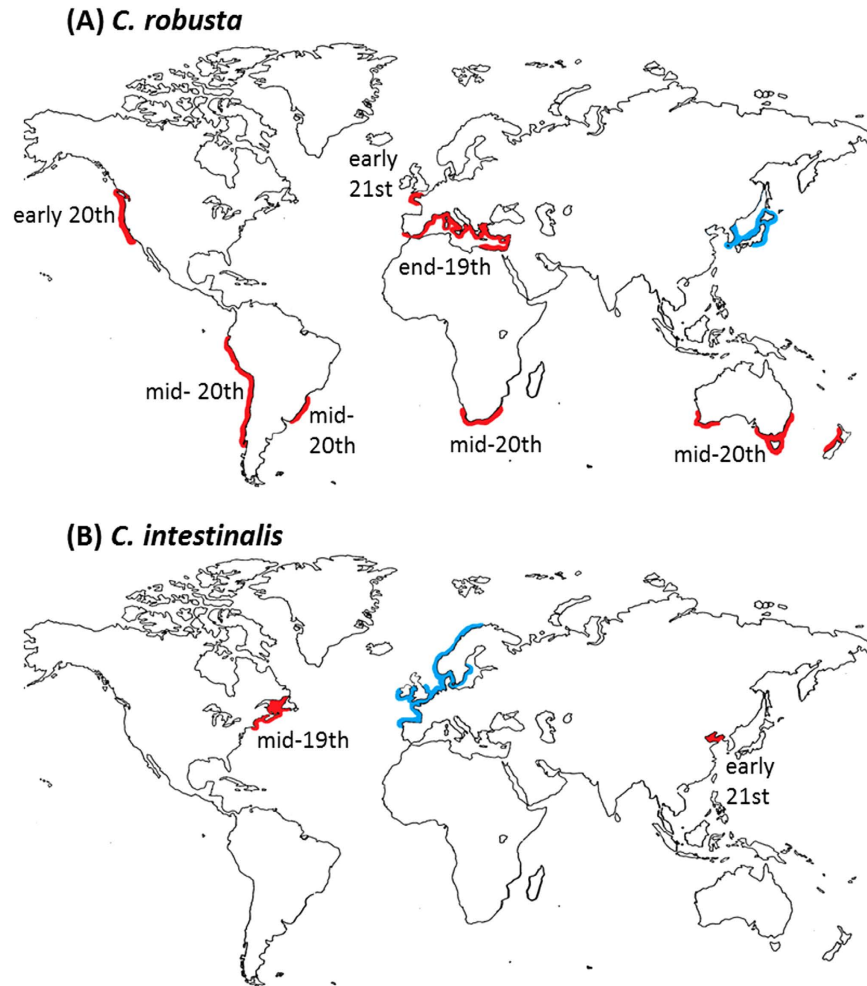 (A) C. robusta
early
21st
early 20th
end-19th
mid- 20th
mid-
20th
mid-20th
mid-20th
(B) C. intestinalis
mid-19th
early
21st